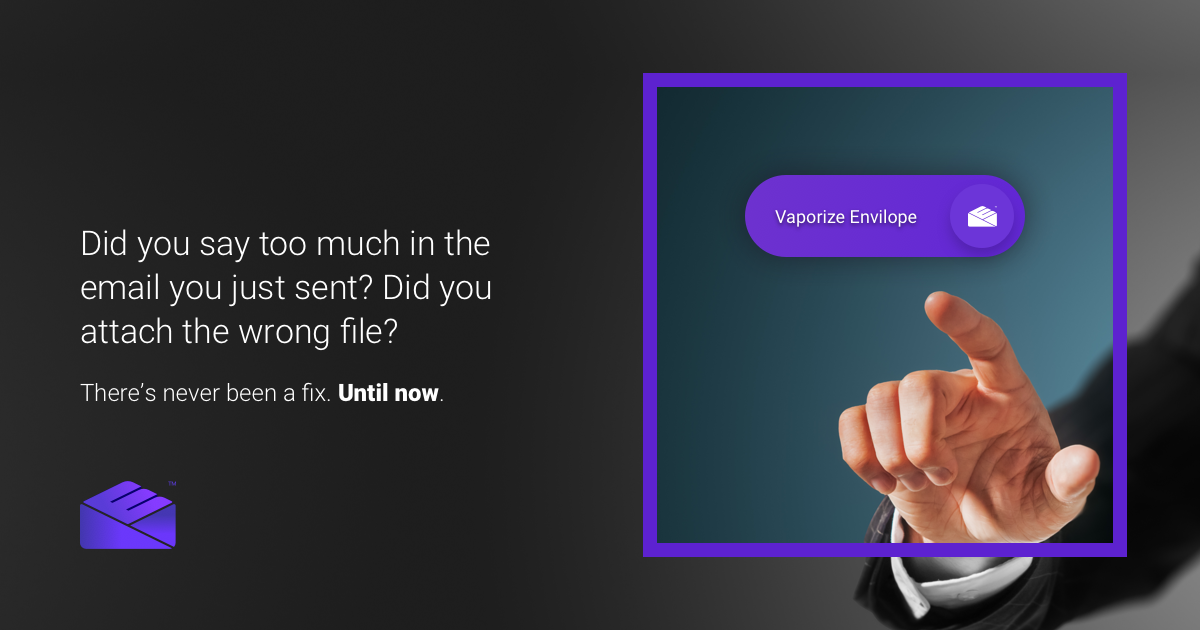 Did you say too much in the
email you just sent? Did you
attach the wrong file?
There’s never been a fix. Until now.
TM
Vaporize Envilope